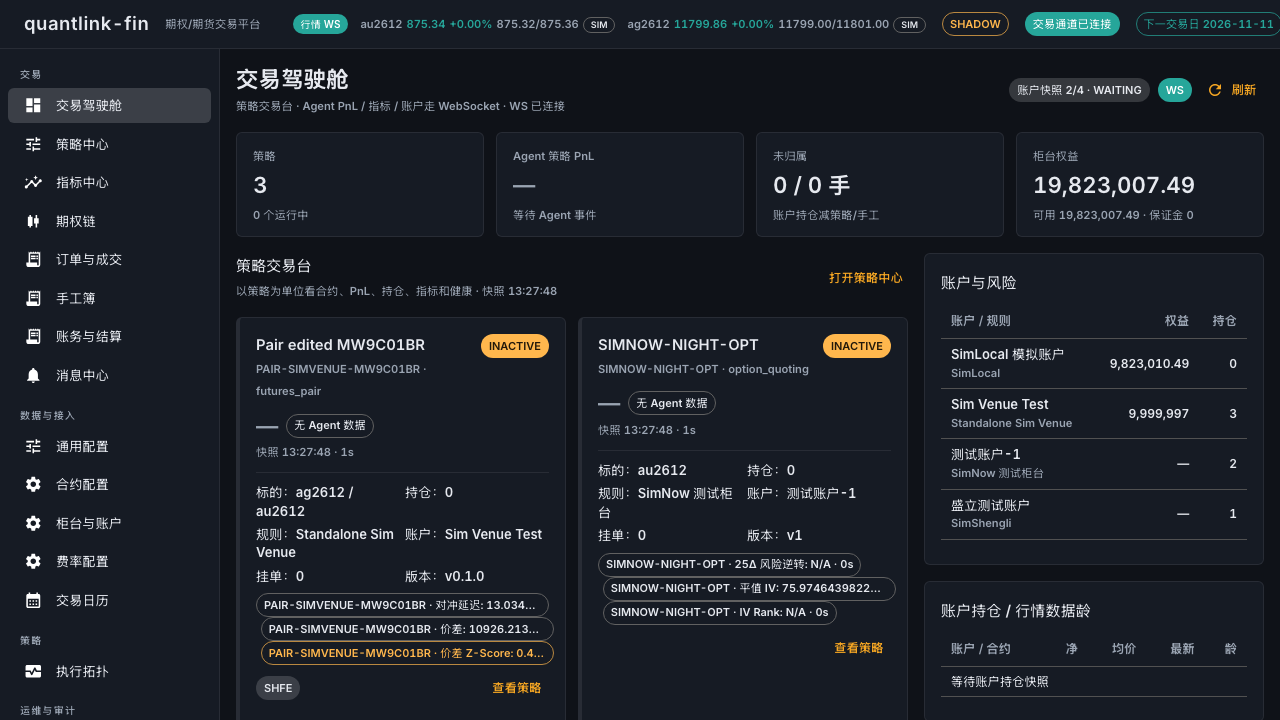 quantlink-fin 期权/期货交易平台 行情 WS au2612 875.34 +0.00% 875.32/875.36 SIM ag2612 11799.86 +0.00% 11799.00/11801.00 SIM SHADOW 交易通道已连接 下一交易日 2026-11-11
交易
交易驾驶舱
策略中心
指标中心
期权链
订单与成交
手工簿
账务与结算
消息中心
数据与接入
通用配置
合约配置
柜台与账户
费率配置
交易日历
策略
执行拓扑
运维与审计
交易驾驶舱
策略交易台 · Agent PnL / 指标 / 账户走 WebSocket · WS 已连接
账户快照 2/4 · WAITING WS 刷新
策略
3
0 个运行中
Agent 策略 PnL
—
等待 Agent 事件
未归属
0 / 0 手
账户持仓减策略/手工
柜台权益
19,823,007.49
可用 19,823,007.49 · 保证金 0
策略交易台
以策略为单位看合约、PnL、持仓、指标和健康 · 快照 13:27:48
打开策略中心
Pair edited MW9C01BR INACTIVE
PAIR-SIMVENUE-MW9C01BR ·
futures_pair
— 无 Agent 数据
快照 13:27:48 · 1s
标的：ag2612 / au2612 持仓：0
规则：Standalone Sim Venue 账户：Sim Venue Test
挂单：0 版本：v0.1.0
PAIR-SIMVENUE-MW9C01BR · 对冲延迟: 13.034...
PAIR-SIMVENUE-MW9C01BR · 价差: 10926.213...
PAIR-SIMVENUE-MW9C01BR · 价差 Z-Score: 0.4...
SHFE 查看策略
SIMNOW-NIGHT-OPT INACTIVE
SIMNOW-NIGHT-OPT · option_quoting
— 无 Agent 数据
快照 13:27:48 · 1s
标的：au2612 持仓：0
规则：SimNow 测试柜台 账户：测试账户-1
挂单：0 版本：v1
SIMNOW-NIGHT-OPT · 25Δ 风险逆转: N/A · 0s
SIMNOW-NIGHT-OPT · 平值 IV: 75.9746439822...
SIMNOW-NIGHT-OPT · IV Rank: N/A · 0s
查看策略
账户与风险
账户 / 规则 权益 持仓
SimLocal 模拟账户 9,823,010.49 0
SimLocal
Sim Venue Test 9,999,997 3
Standalone Sim Venue
测试账户-1 — 2
SimNow 测试柜台
盛立测试账户 — 1
SimShengli
账户持仓 / 行情数据龄
账户 / 合约 净 均价 最新 龄
等待账户持仓快照